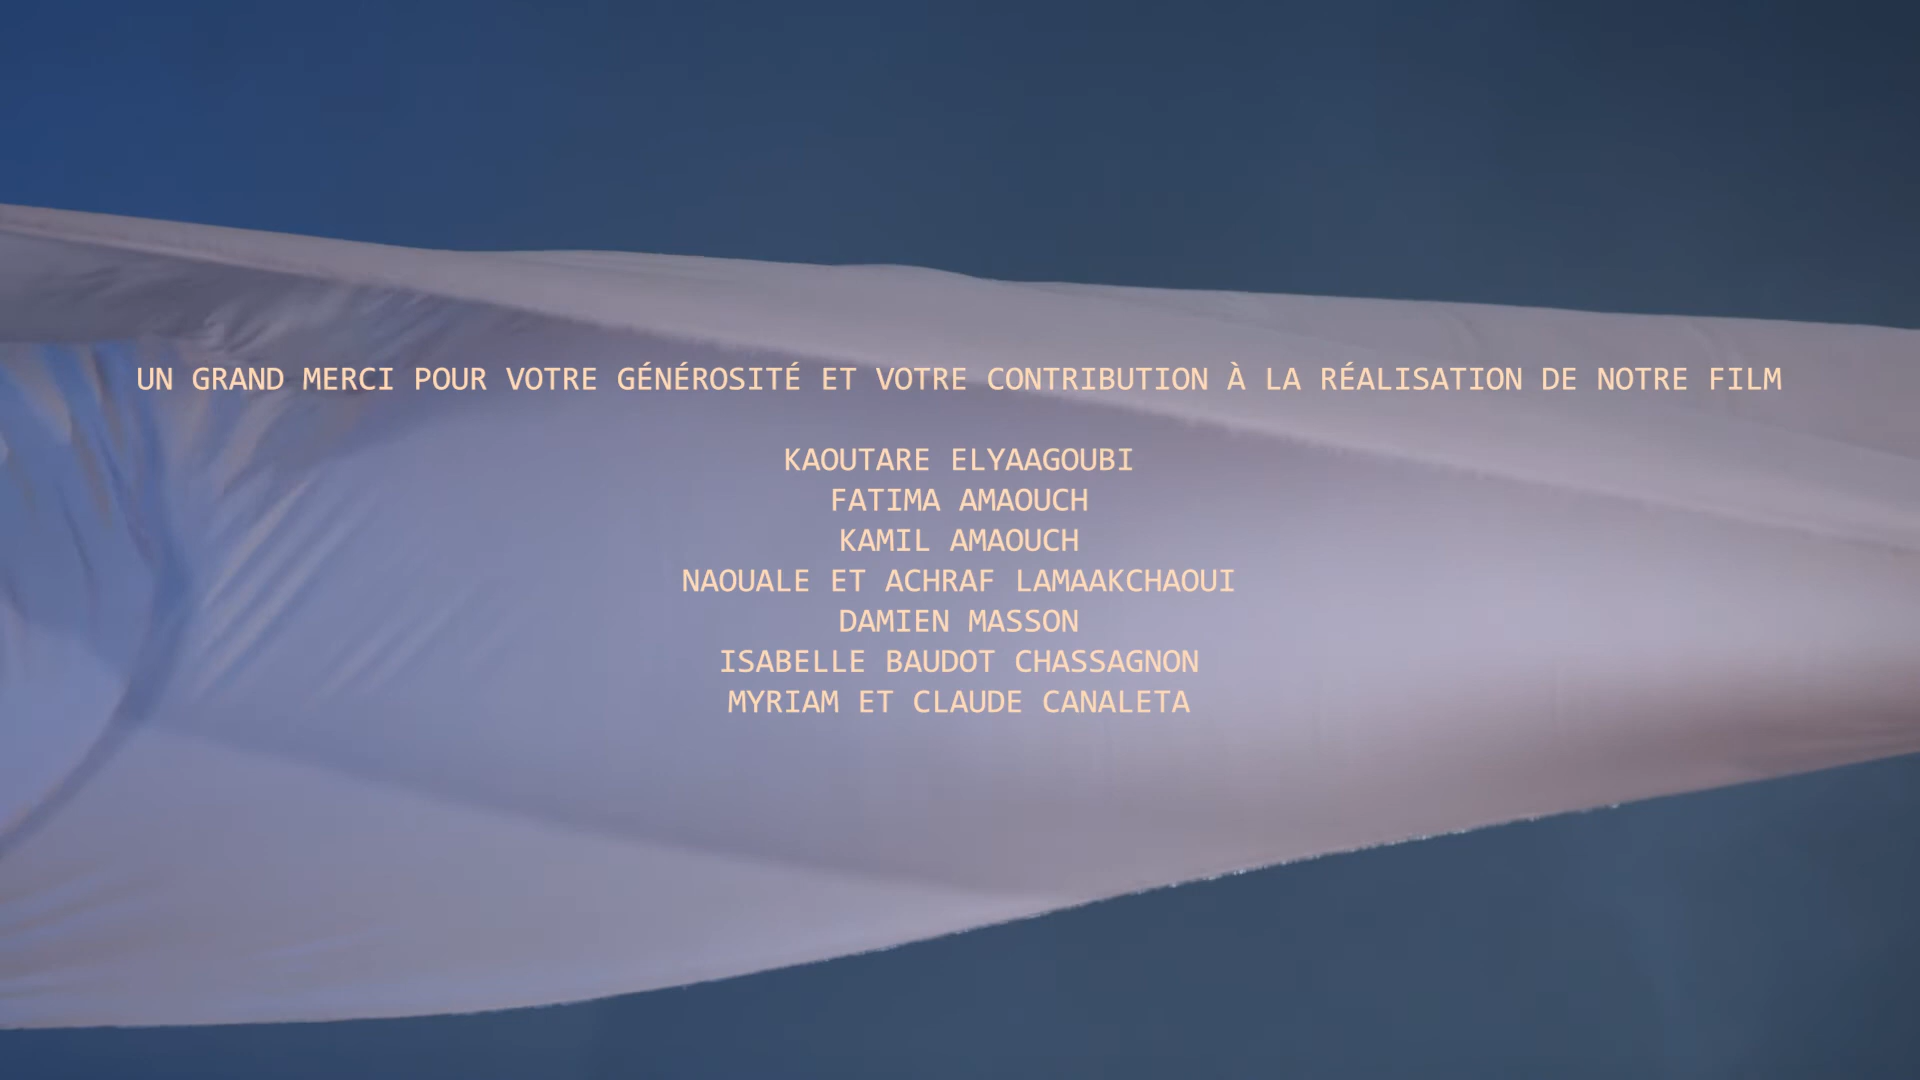 UN GRAND MERCI POUR VOTRE GÉNÉROSITÉ ET VOTRE CONTRIBUTION À LA RÉALISATION DE NOTRE FILM
KAOUTARE ELYAAGOUBI
FATIMA AMAOUCH
KAMIL AMAOUCH
NAOUALE ET ACHRAF LAMAAKCHAOUI
DAMIEN MASSON
ISABELLE BAUDOT CHASSAGNON
MYRIAM ET CLAUDE CANALETA